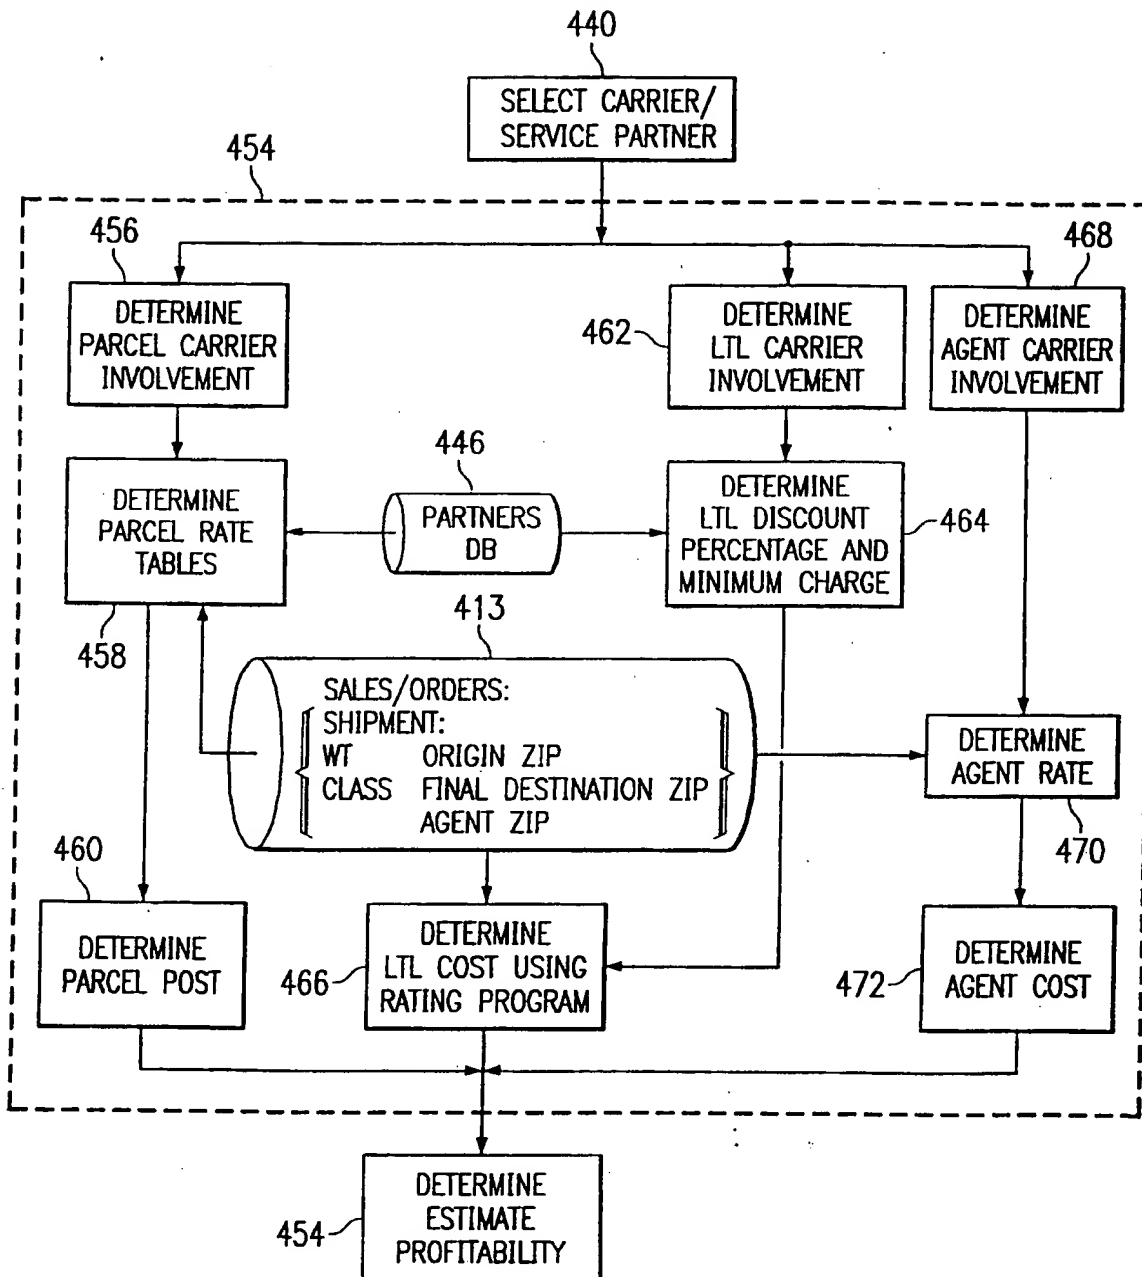 440
SELECT CARRIER/
SERVICE PARTNER
454
456
DETERMINE
PARCEL CARRIER
INVOLVEMENT
462
DETERMINE
LTL CARRIER
INVOLVEMENT
468
DETERMINE
AGENT CARRIER
INVOLVEMENT
DETERMINE
PARCEL RATE
TABLES
458
446
PARTNERS
DB
DETERMINE
LTL DISCOUNT
PERCENTAGE AND
MINIMUM CHARGE
464
413
SALES/ORDERS:
SHIPMENT:
WT ORIGIN ZIP
CLASS FINAL DESTINATION ZIP
AGENT ZIP
DETERMINE
AGENT RATE
470
460
DETERMINE
PARCEL POST
466
DETERMINE
LTL COST USING
RATING PROGRAM
472
DETERMINE
AGENT COST
454
DETERMINE
ESTIMATE
PROFITABILITY